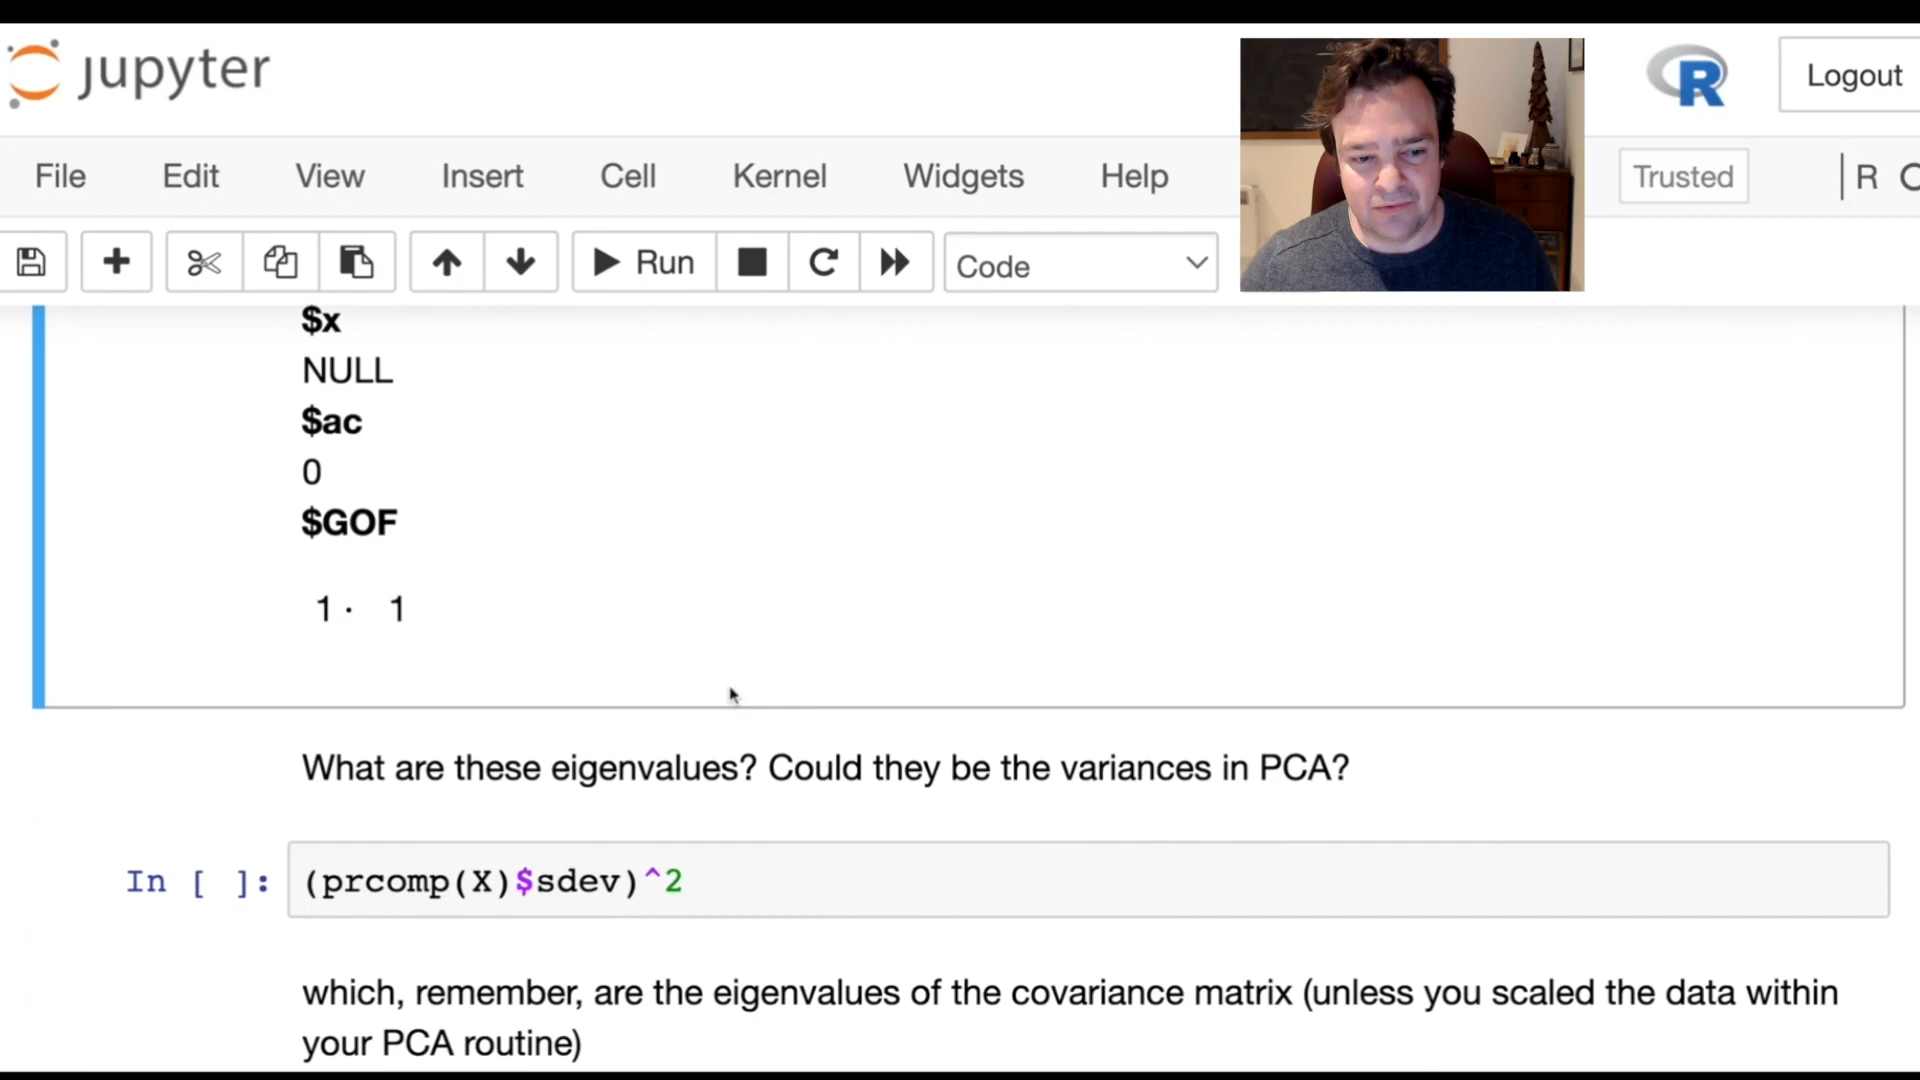 jupyter
R
Logout
File Edit View Insert Cell Kernel Widgets Help
Trusted
R
Run
Code
$x
NULL
$ac
0
$GOF
1 · 1
What are these eigenvalues? Could they be the variances in PCA?
In [ ]: (prcomp(X)$sdev)^2
which, remember, are the eigenvalues of the covariance matrix (unless you scaled the data within
your PCA routine)